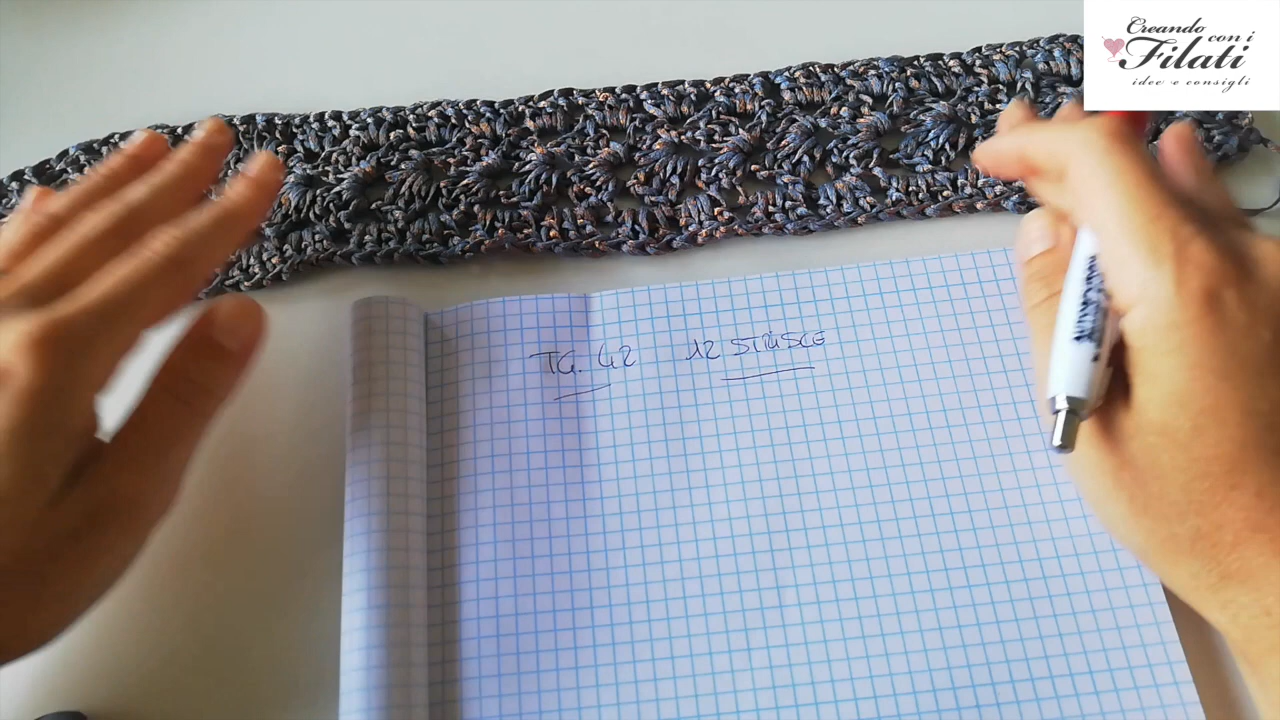 Creando
con i
Filati
idee e consigli
TG. 42 12 STRISCE